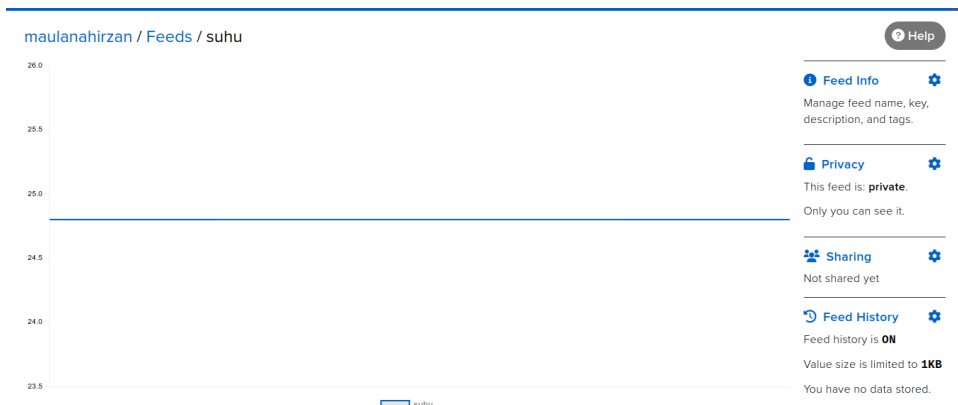 maulanahirzan / Feeds / suhu
Help
26.0
25.5
25.0
24.5
24.0
23.5
suhu
Feed Info
Manage feed name, key,
description, and tags.
Privacy
This feed is: private.
Only you can see it.
Sharing
Not shared yet
Feed History
Feed history is ON
Value size is limited to 1KB
You have no data stored.